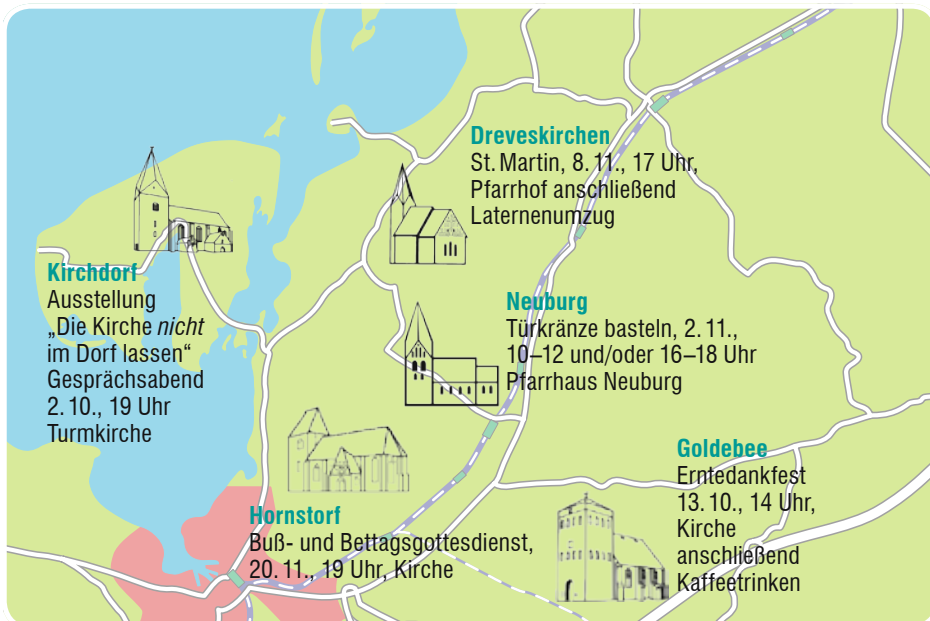 Dreveskirchen
St. Martin, 8. 11., 17 Uhr,
Pfarrhof anschließend
Laternenumzug
Kirchdorf
Ausstellung
„Die Kirche nicht
im Dorf lassen“
Gesprächsabend
2. 10., 19 Uhr
Turmkirche
Neuburg
Türkränze basteln, 2. 11.,
10–12 und/oder 16–18 Uhr
Pfarrhaus Neuburg
Goldebee
Erntedankfest
13. 10., 14 Uhr,
Kirche
anschließend
Kaffeetrinken
Hornstorf
Buß- und Bettagsgottesdienst,
20. 11., 19 Uhr, Kirche